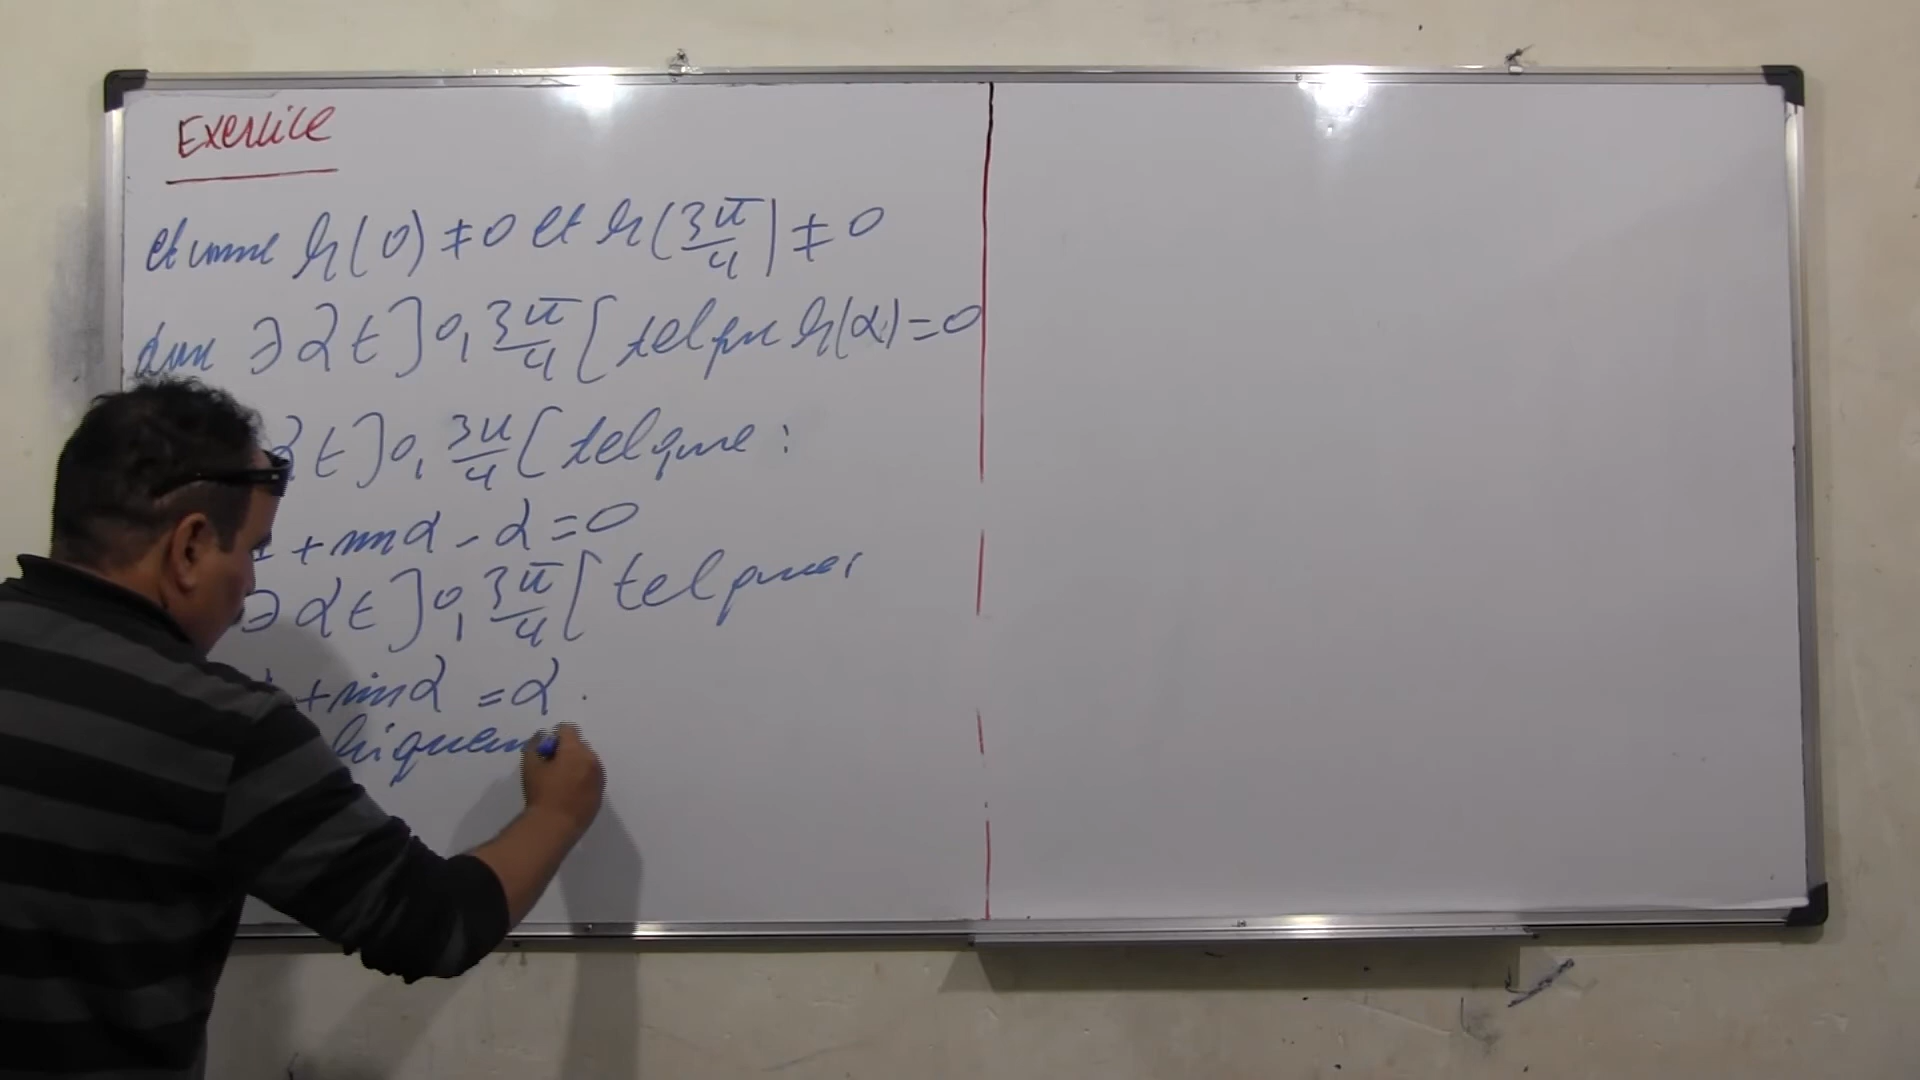 Exercice
et comme h(0) ≠ 0 et h(3π/4) ≠ 0
donc ∃ α ∈ ]0, 3π/4[ tel que h(α) = 0
α ∈ ]0, 3π/4[ tel que :
1 + sin α - α = 0
∃ α ∈ ]0, 3π/4[ tel que :
+ sin α = α.